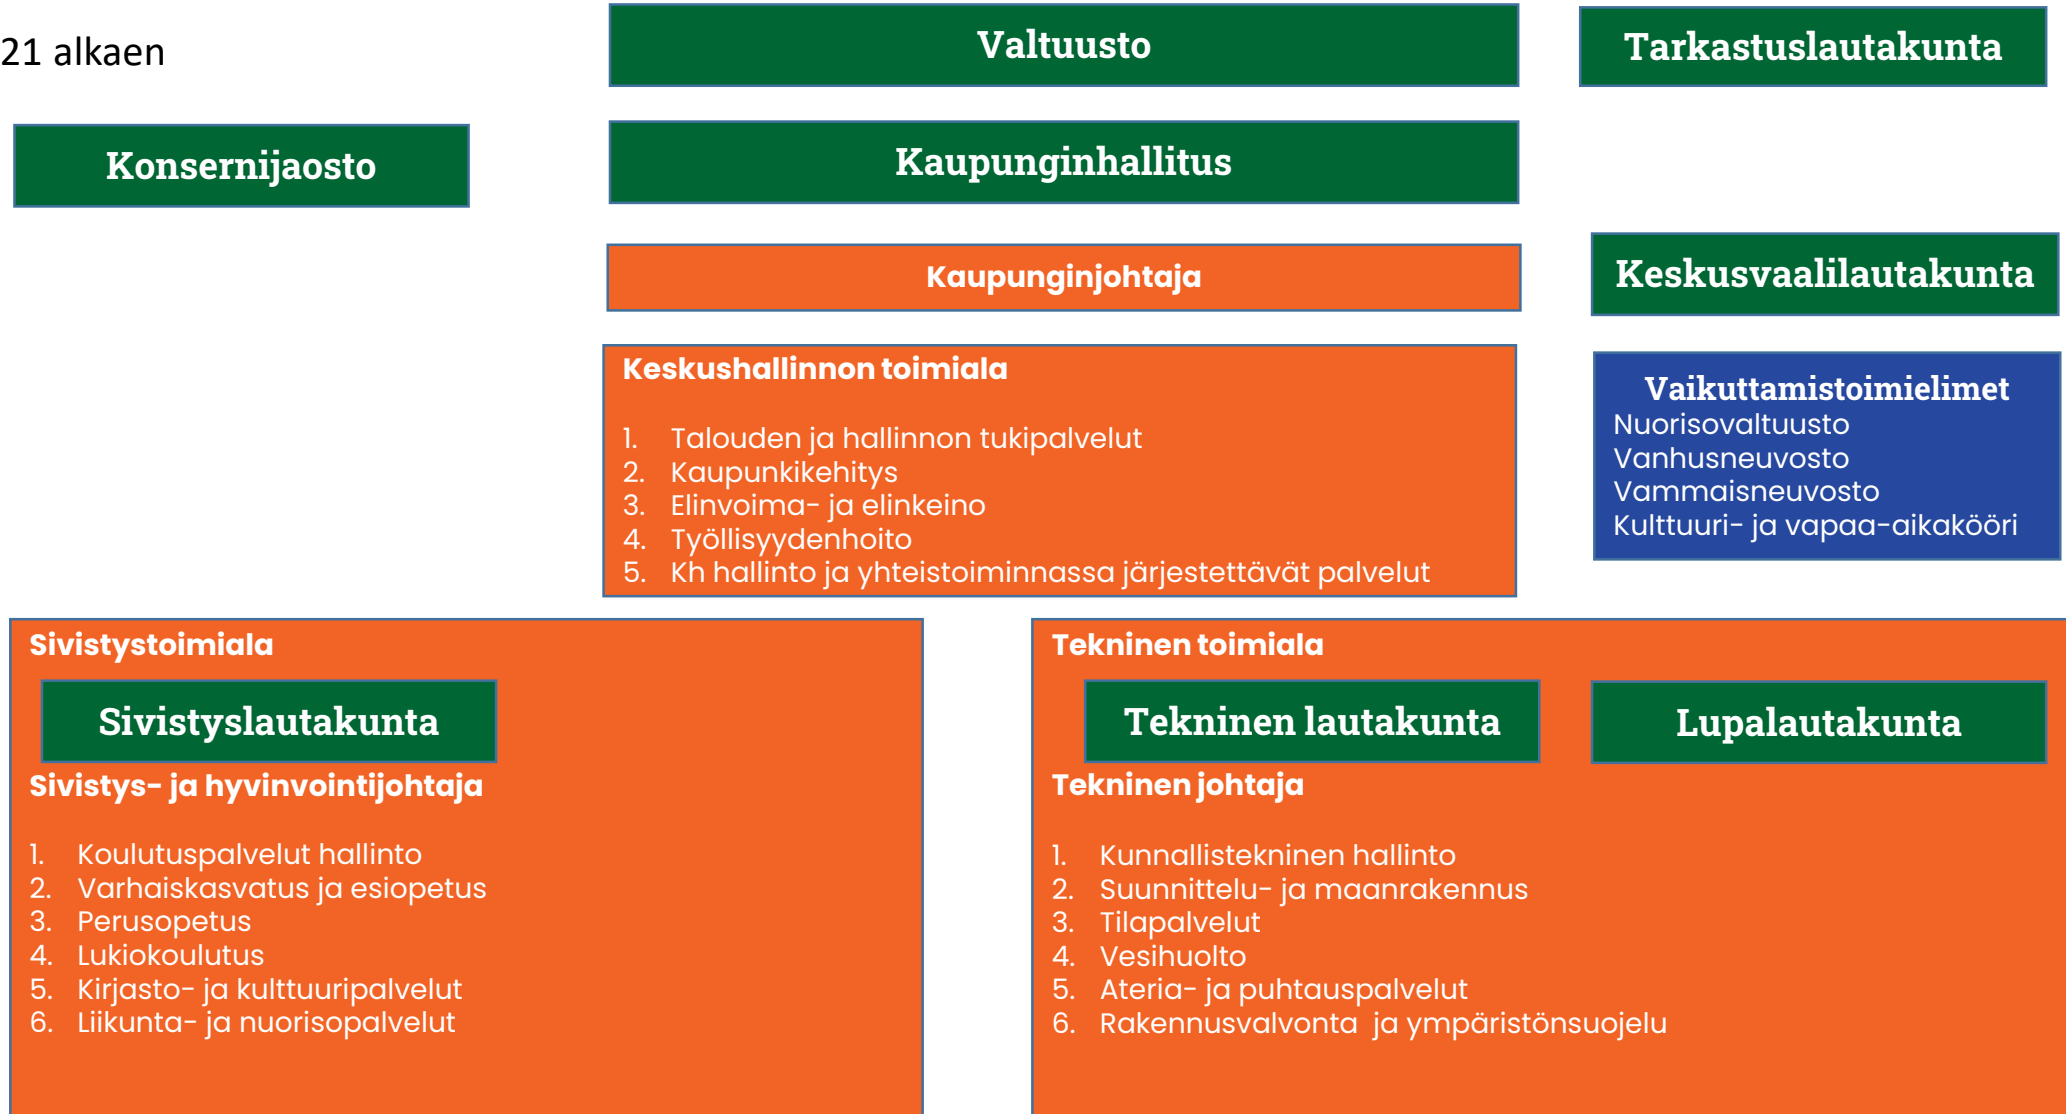 21 alkaen
Valtuusto
Tarkastuslautakunta
Konsernijaosto
Kaupunginhallitus
Kaupunginjohtaja
Keskusvaalilautakunta
Keskushallinnon toimiala
1. Talouden ja hallinnon tukipalvelut
2. Kaupunkikehitys
3. Elinvoima- ja elinkeino
4. Työllisyydenhoito
5. Kh hallinto ja yhteistoiminnassa järjestettävät palvelut
Vaikuttamistoimielimet
Nuorisovaltuusto
Vanhusneuvosto
Vammaisneuvosto
Kulttuuri- ja vapaa-aikakööri
Sivistystoimiala
Sivistyslautakunta
Sivistys- ja hyvinvointijohtaja
1. Koulutuspalvelut hallinto
2. Varhaiskasvatus ja esiopetus
3. Perusopetus
4. Lukiokoulutus
5. Kirjasto- ja kulttuuripalvelut
6. Liikunta- ja nuorisopalvelut
Tekninen toimiala
Tekninen lautakunta
Lupalautakunta
Tekninen johtaja
1. Kunnallistekninen hallinto
2. Suunnittelu- ja maanrakennus
3. Tilapalvelut
4. Vesihuolto
5. Ateria- ja puhtauspalvelut
6. Rakennusvalvonta ja ympäristönsuojelu